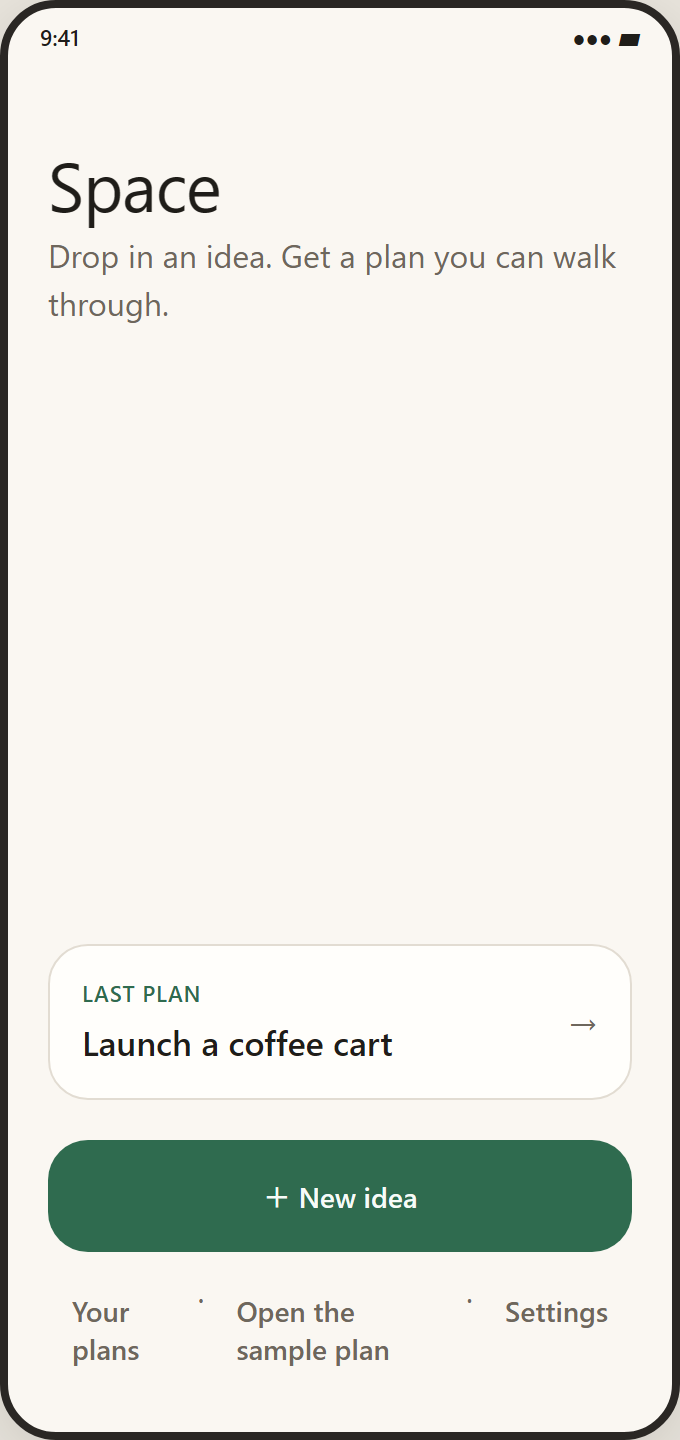 9:41
Space
Drop in an idea. Get a plan you can walk
through.
LAST PLAN
Launch a coffee cart
→
+ New idea
Your plans · Open the sample plan · Settings